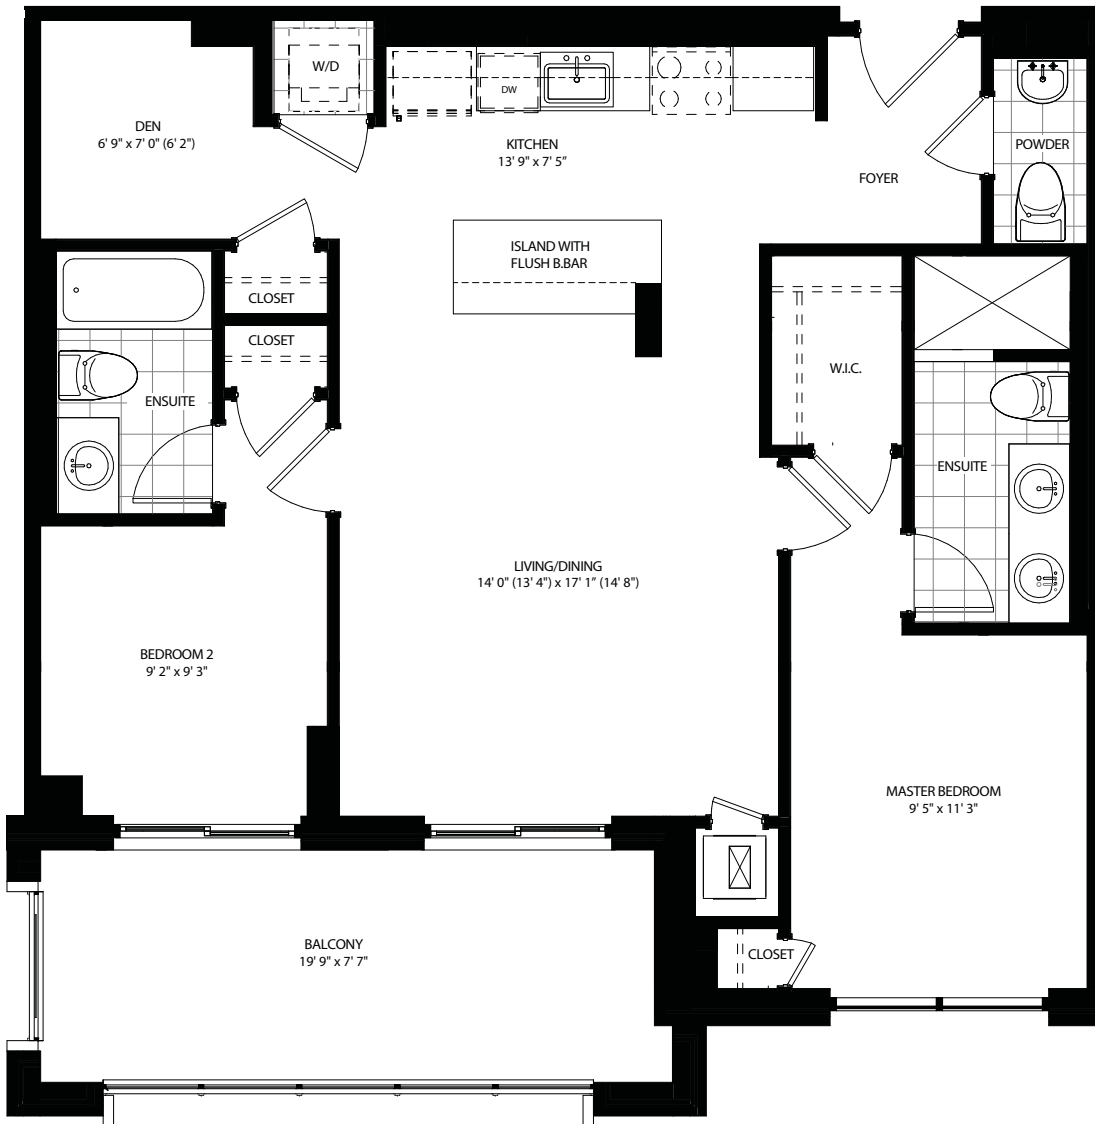 W/D
DW
DEN
6' 9" x 7' 0" (6' 2")
KITCHEN
13' 9" x 7' 5"
POWDER
FOYER
ISLAND WITH
FLUSH B.BAR
CLOSET
CLOSET
W.I.C.
ENSUITE
ENSUITE
LIVING/DINING
14' 0" (13' 4") x 17' 1" (14' 8")
BEDROOM 2
9' 2" x 9' 3"
MASTER BEDROOM
9' 5" x 11' 3"
BALCONY
19' 9" x 7' 7"
CLOSET